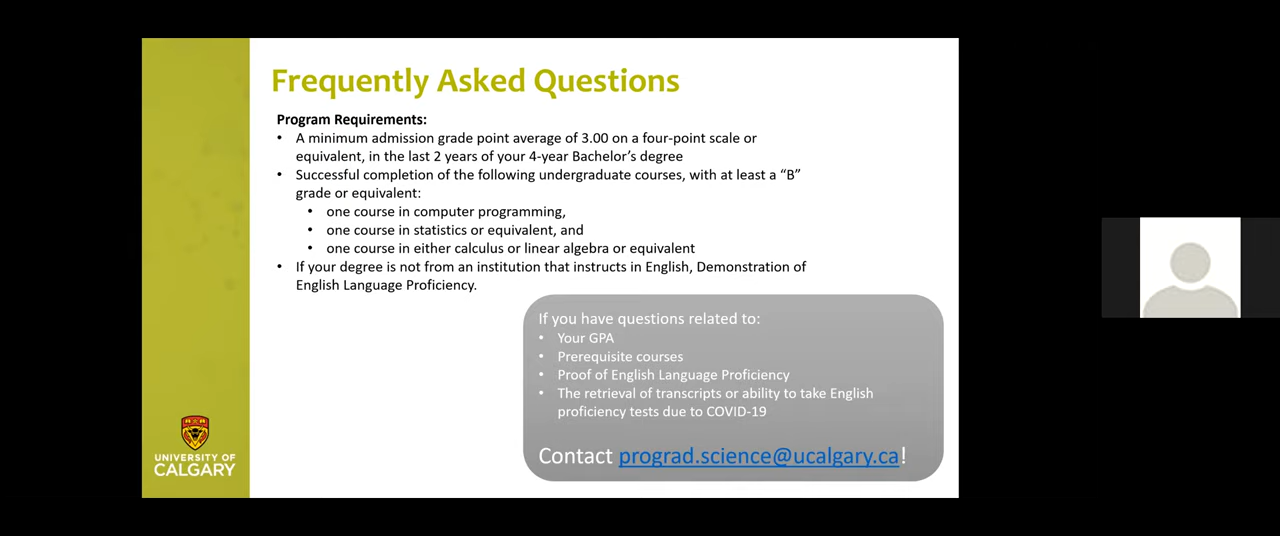 Frequently Asked Questions
Program Requirements:
• A minimum admission grade point average of 3.00 on a four-point scale or
equivalent, in the last 2 years of your 4-year Bachelor’s degree
• Successful completion of the following undergraduate courses, with at least a “B”
grade or equivalent:
• one course in computer programming,
• one course in statistics or equivalent, and
• one course in either calculus or linear algebra or equivalent
• If your degree is not from an institution that instructs in English, Demonstration of
English Language Proficiency.
If you have questions related to:
• Your GPA
• Prerequisite courses
• Proof of English Language Proficiency
• The retrieval of transcripts or ability to take English
proficiency tests due to COVID-19
Contact prograd.science@ucalgary.ca!
UNIVERSITY OF
CALGARY